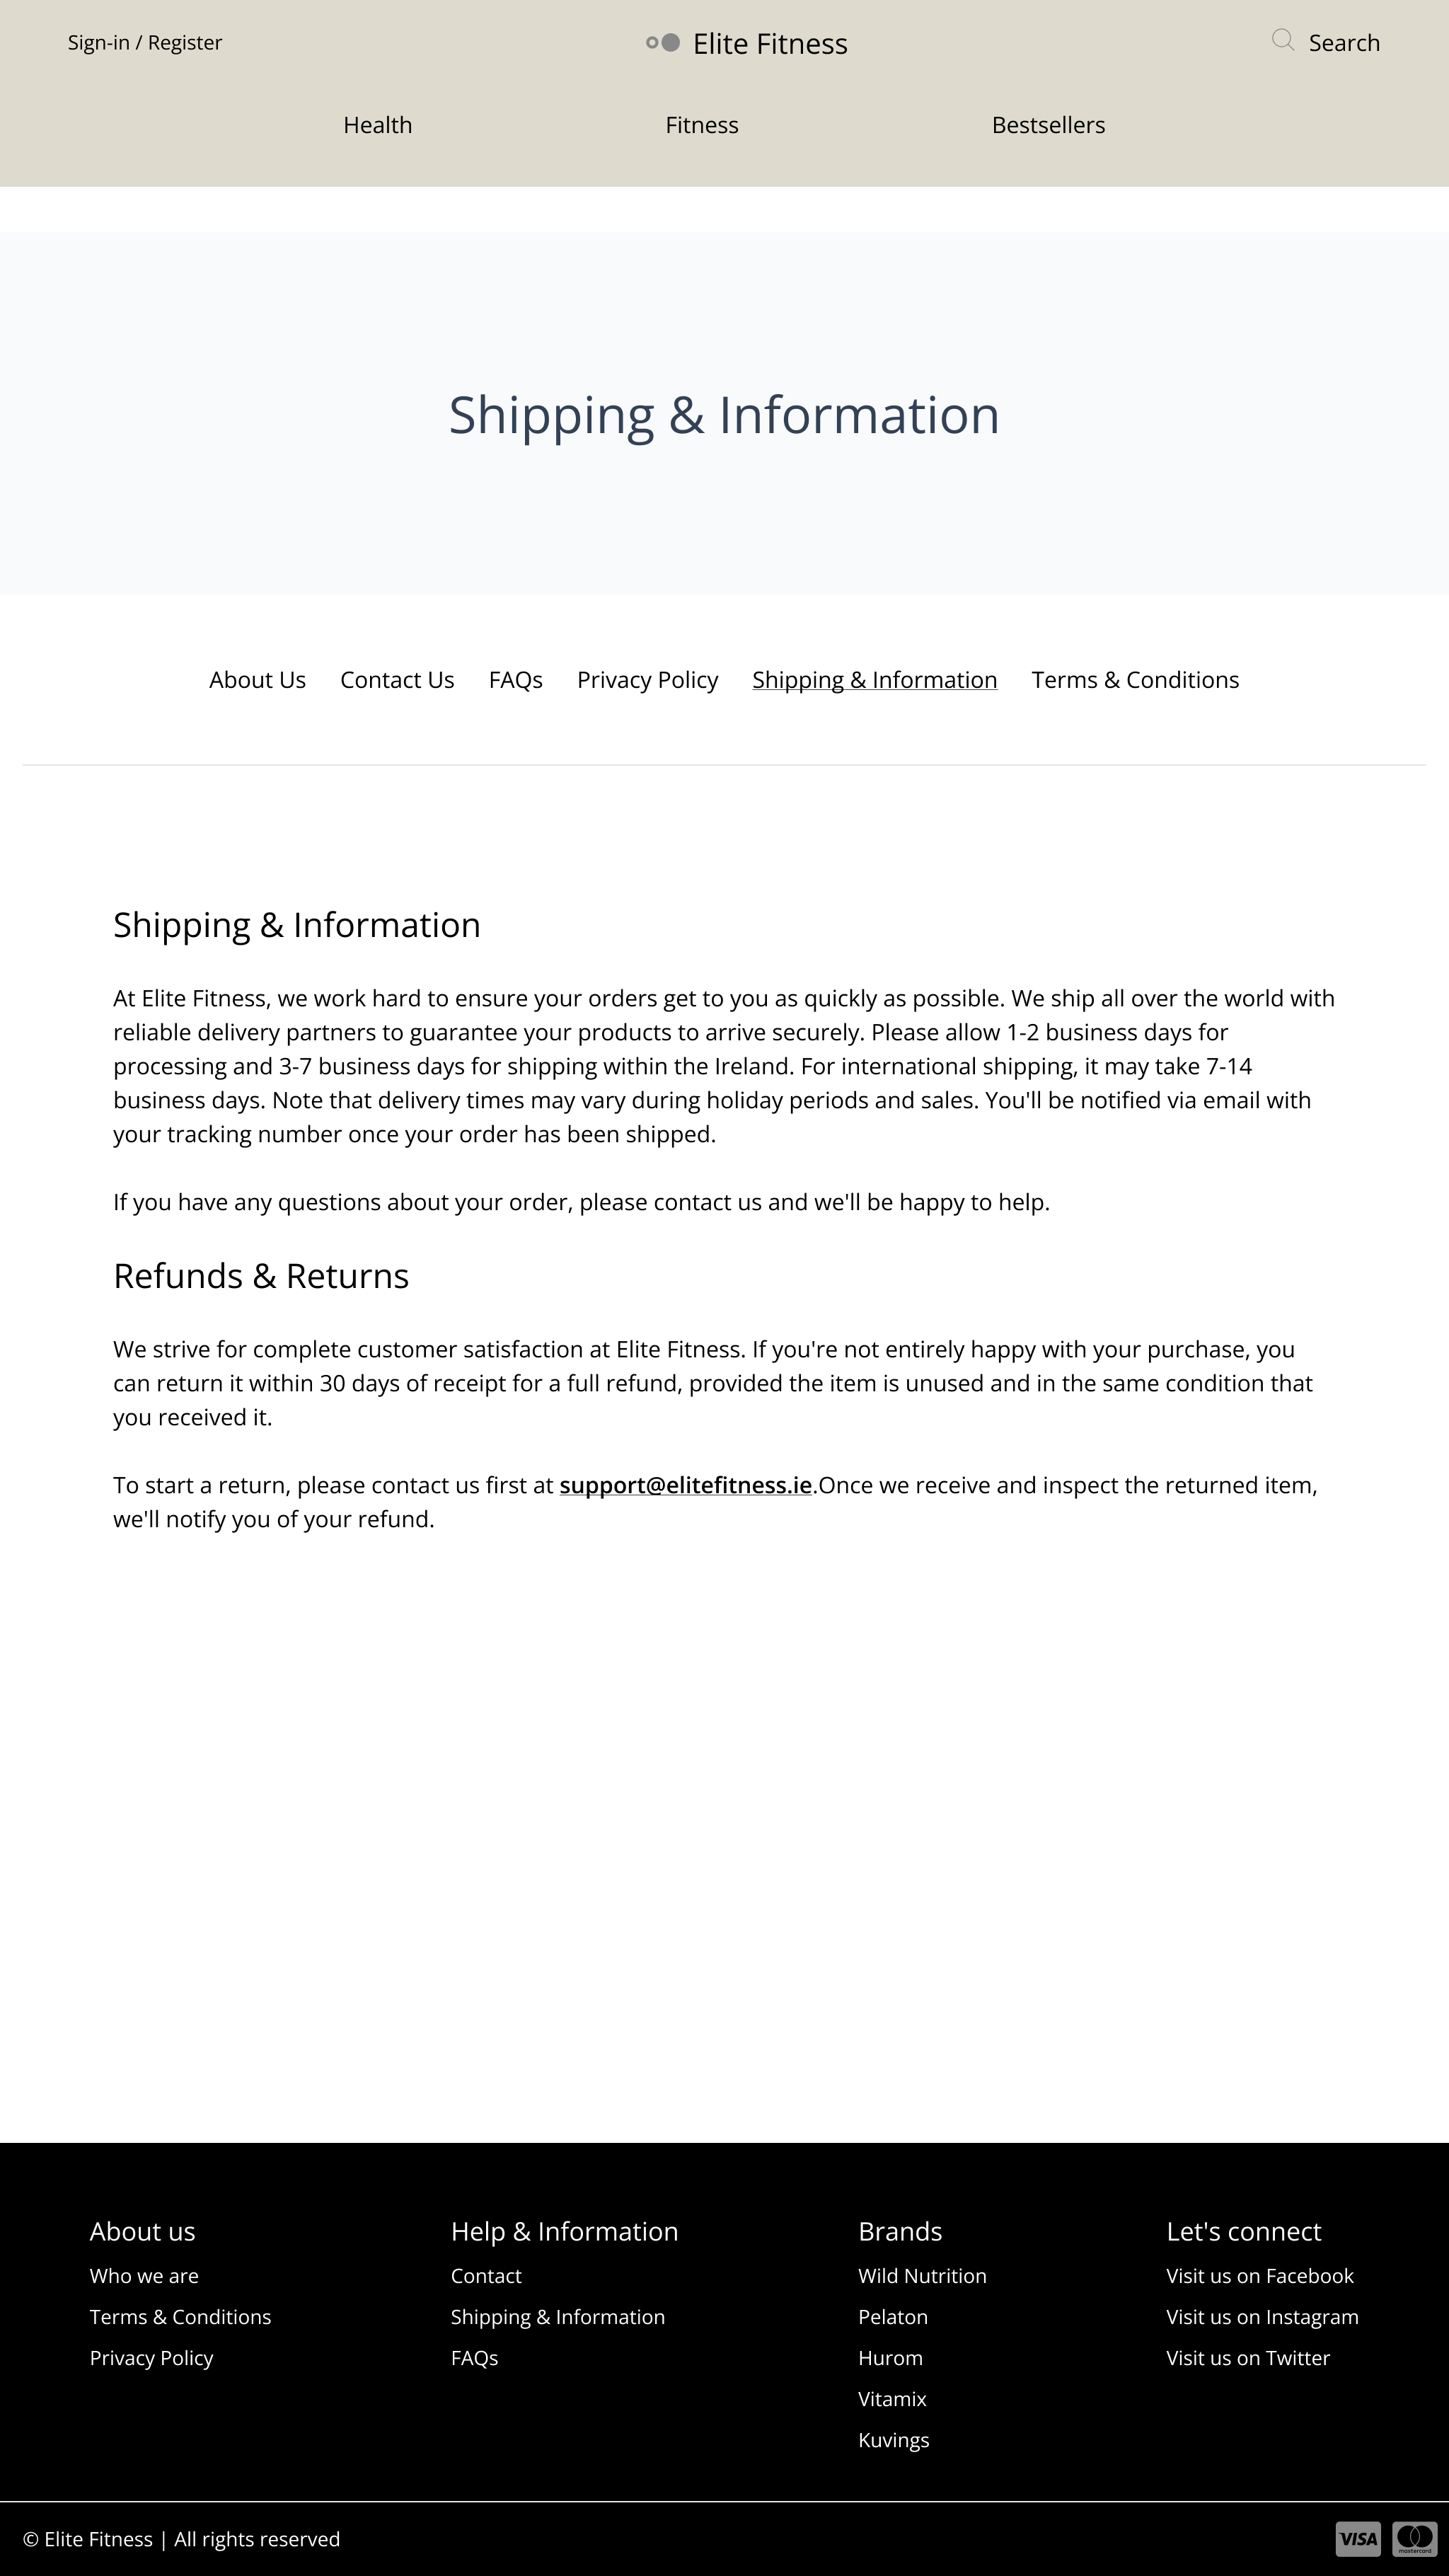 Sign-in / Register
Elite Fitness
Search
Health
Fitness
Bestsellers
Shipping & Information
About Us
Contact Us
FAQs
Privacy Policy
Shipping & Information
Terms & Conditions
Shipping & Information
At Elite Fitness, we work hard to ensure your orders get to you as quickly as possible. We ship all over the world with
reliable delivery partners to guarantee your products to arrive securely. Please allow 1-2 business days for
processing and 3-7 business days for shipping within the Ireland. For international shipping, it may take 7-14
business days. Note that delivery times may vary during holiday periods and sales. You'll be notified via email with
your tracking number once your order has been shipped.
If you have any questions about your order, please contact us and we'll be happy to help.
Refunds & Returns
We strive for complete customer satisfaction at Elite Fitness. If you're not entirely happy with your purchase, you
can return it within 30 days of receipt for a full refund, provided the item is unused and in the same condition that
you received it.
To start a return, please contact us first at support@elitefitness.ie.Once we receive and inspect the returned item,
we'll notify you of your refund.
About us
Who we are
Terms & Conditions
Privacy Policy
Help & Information
Contact
Shipping & Information
FAQs
Brands
Wild Nutrition
Pelaton
Hurom
Vitamix
Kuvings
Let's connect
Visit us on Facebook
Visit us on Instagram
Visit us on Twitter
© Elite Fitness | All rights reserved
VISA
mastercard